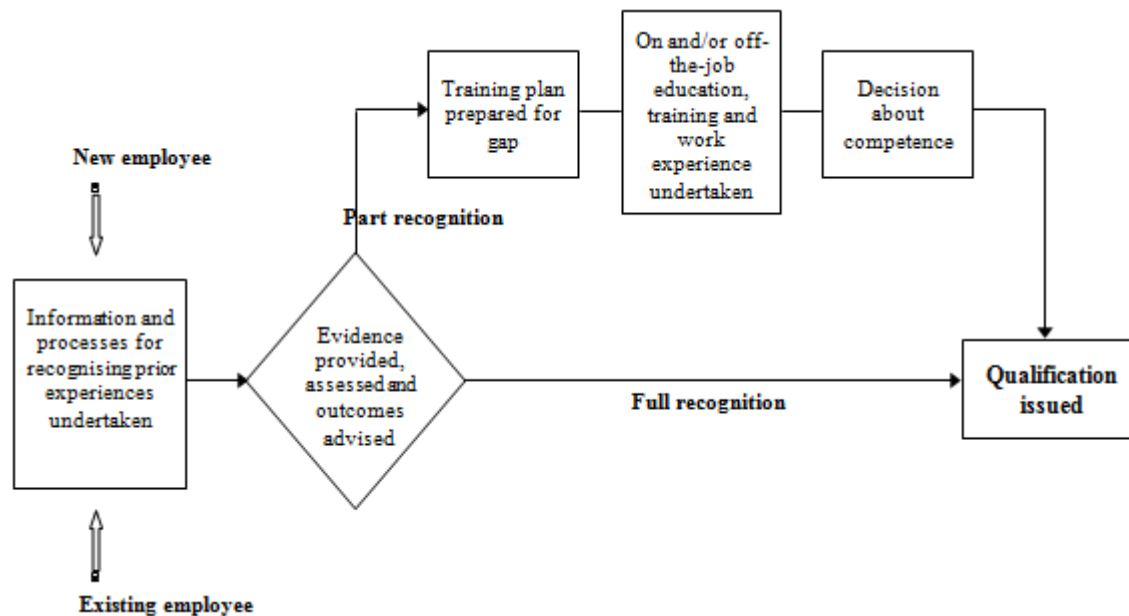 New employee
Information and
processes for
recognising prior
experiences
undertaken
Existing employee
Evidence
provided,
assessed and
outcomes
advised
Part recognition
Training plan
prepared for
gap
On and/or off-
the-job
education,
training and
work
experience
undertaken
Decision
about
competence
Full recognition
Qualification
issued